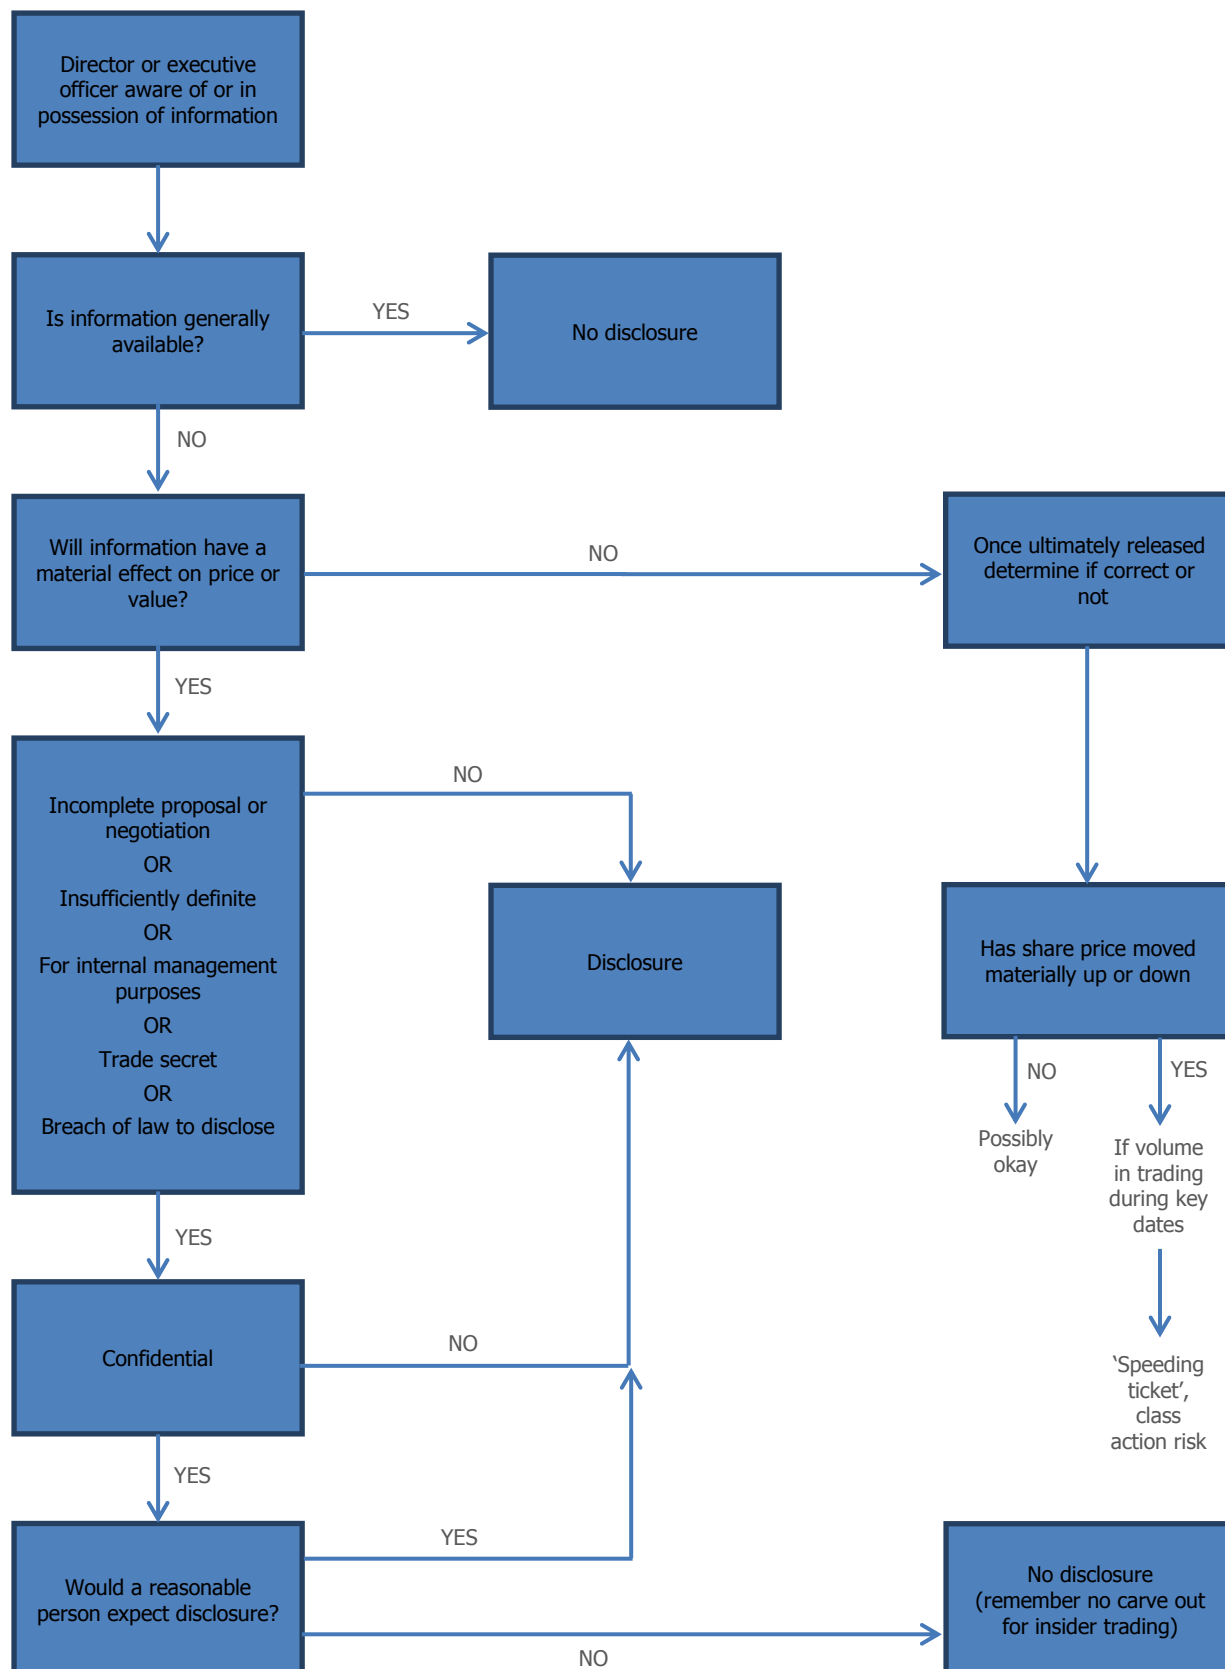 Director or executive
officer aware of or in
possession of information
Is information generally
available?
YES
No disclosure
NO
Will information have a
material effect on price or
value?
NO
Once ultimately released
determine if correct or
not
YES
Incomplete proposal or
negotiation
OR
Insufficiently definite
OR
For internal management
purposes
OR
Trade secret
OR
Breach of law to disclose
NO
Disclosure
Has share price moved
materially up or down
NO
Possibly
okay
YES
If volume
in trading
during key
dates
‘Speeding
ticket’,
class
action risk
YES
Confidential
NO
YES
Would a reasonable
person expect disclosure?
YES
NO
No disclosure
(remember no carve out
for insider trading)